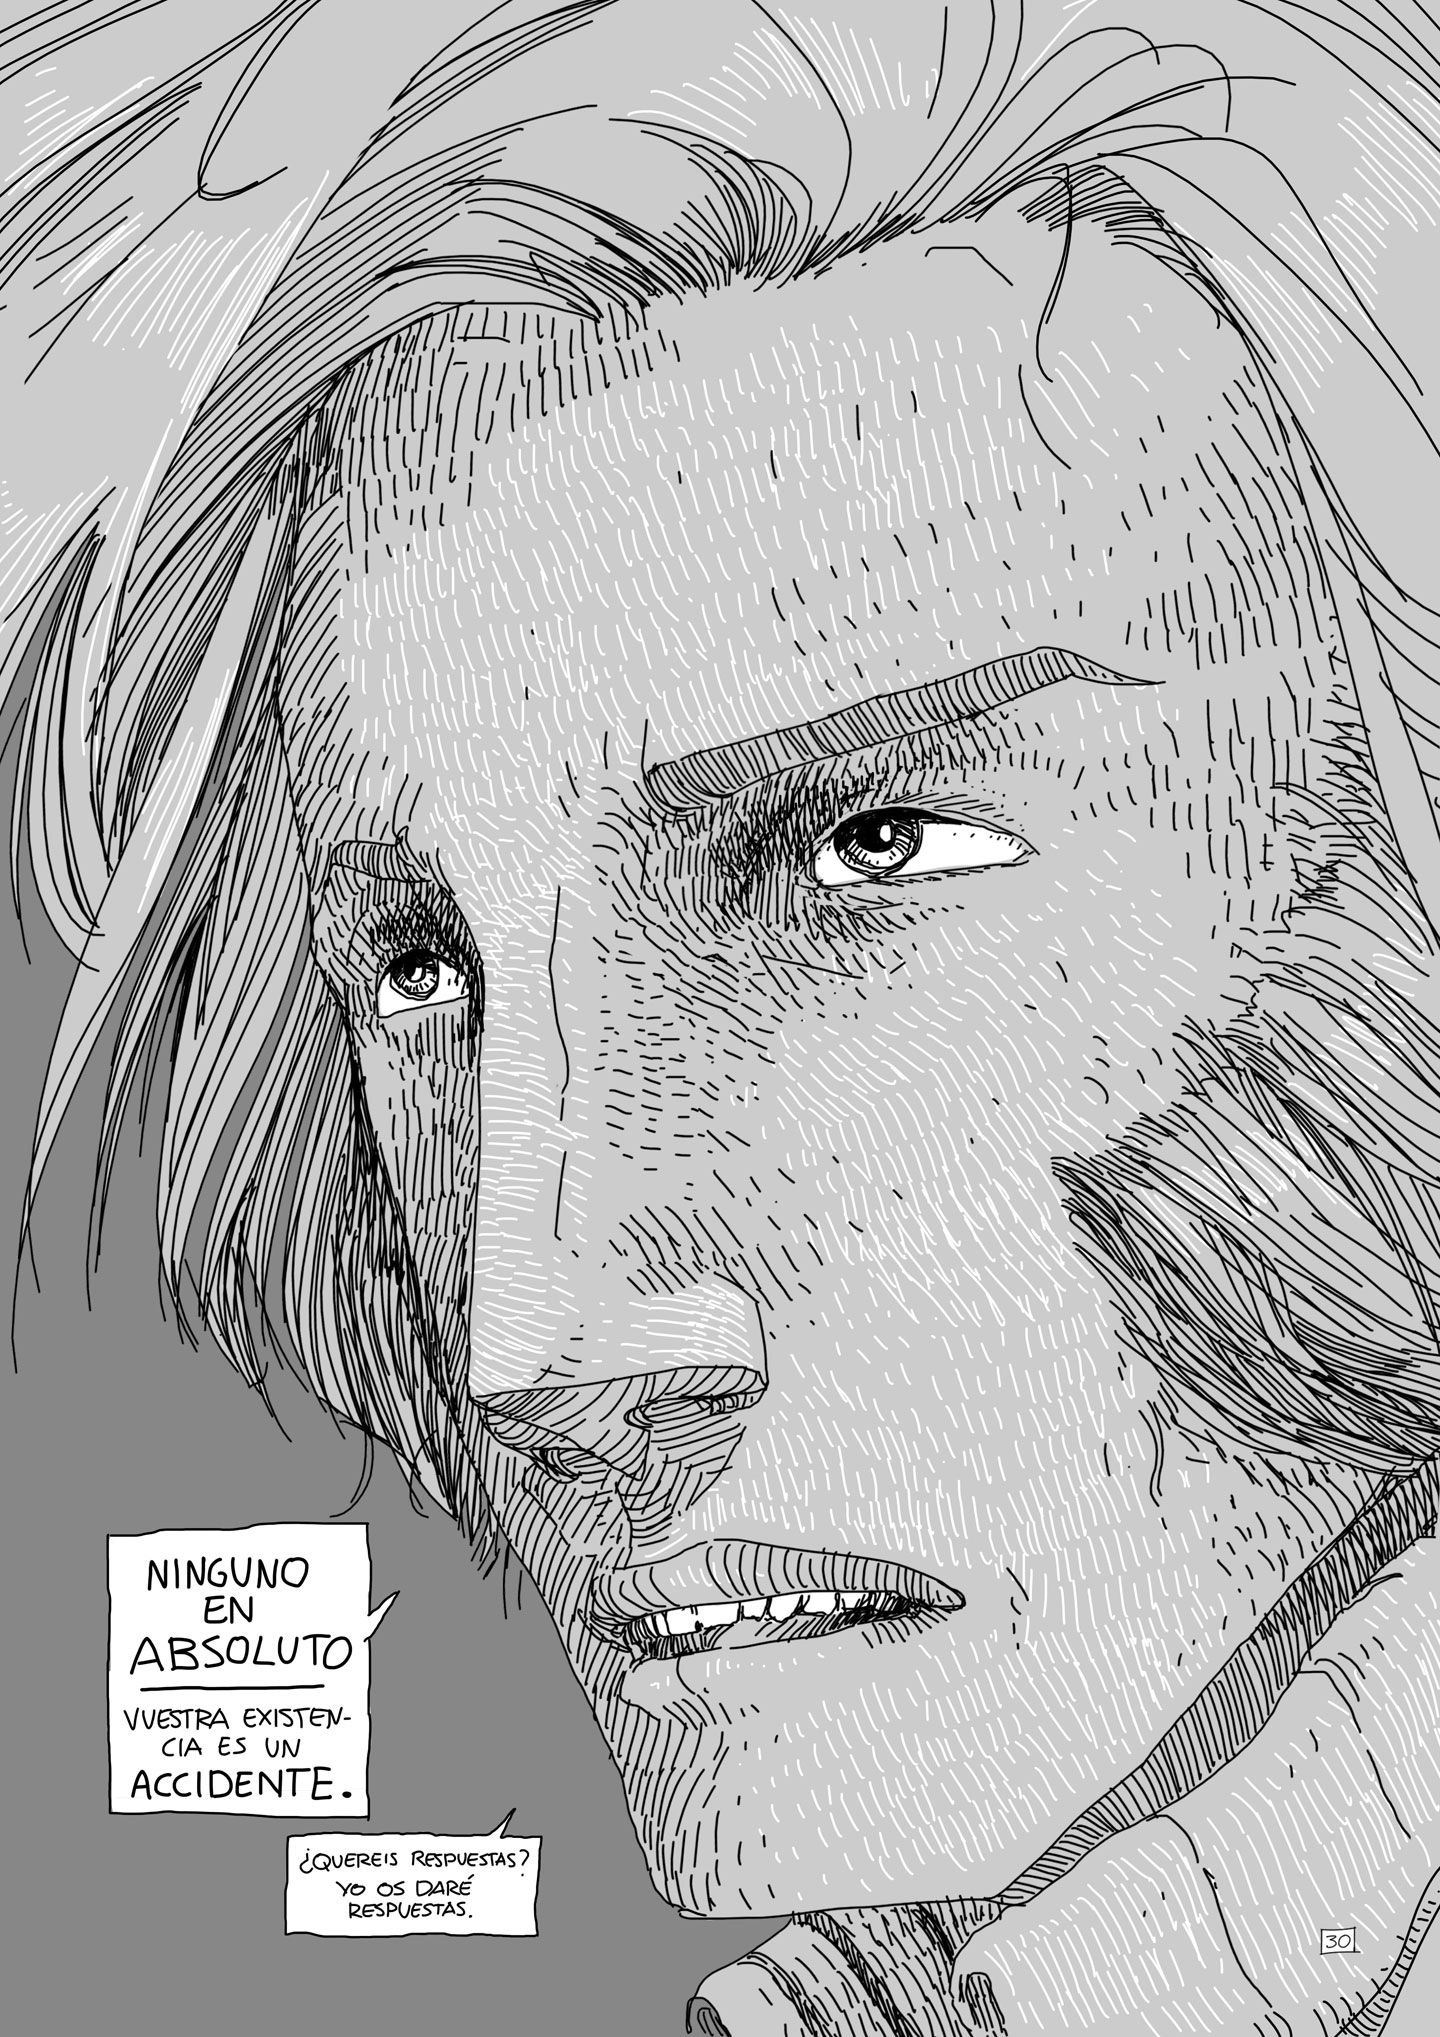 NINGUNO
EN
ABSOLUTO
VUESTRA EXISTEN-
CIA ES UN
ACCIDENTE.
¿QUEREIS RESPUESTAS?
YO OS DARÉ
RESPUESTAS.
30